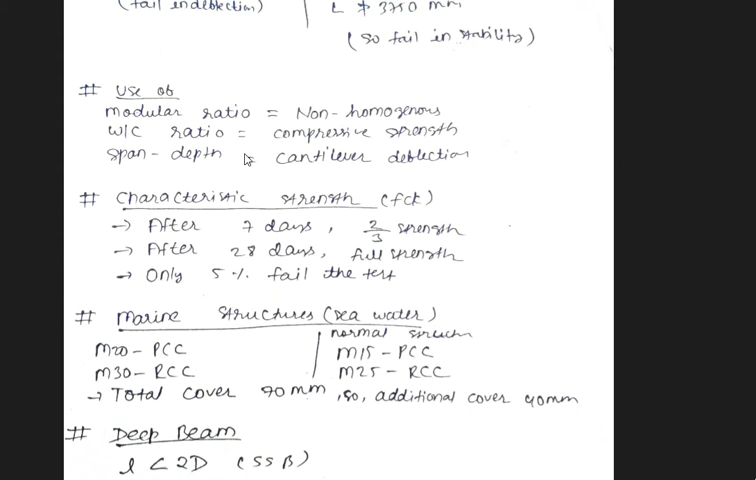 (fail in deflection)
L ≯ 3750 mm
(so fail in stability)
# Use of
modular ratio = Non-homogenous
W/C ratio = compressive strength
span-depth cantilever deflection
# Characteristic strength (fck)
→ After 7 days, 2/3 strength
→ After 28 days, full strength
→ Only 5 % fail the test
# Marine Structures (sea water)
normal
M20 - PCC
M15 - PCC
M30 - RCC
M25 - RCC
→ Total cover 70mm, so, additional cover 40mm
# Deep Beam
l < 2D (SSB)